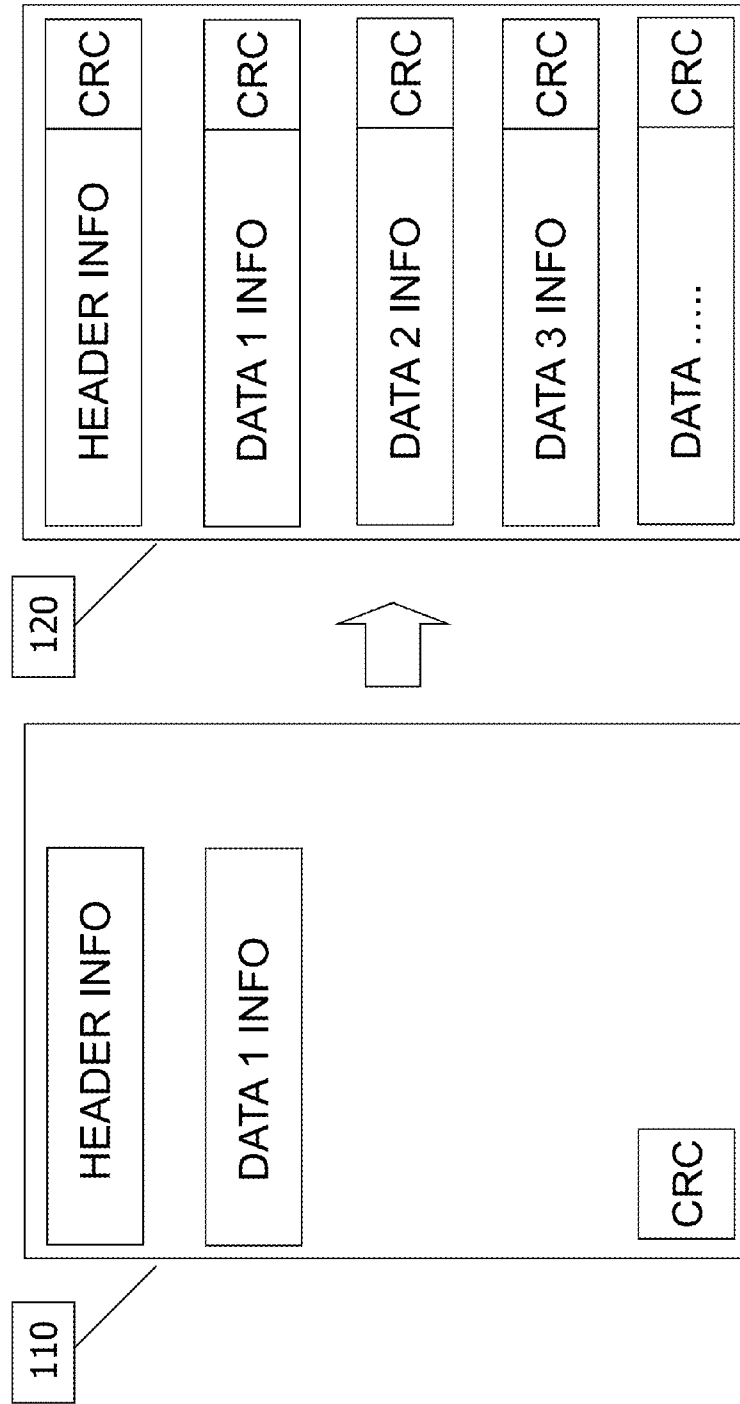 110
HEADER INFO
DATA 1 INFO
CRC
120
HEADER INFO CRC
DATA 1 INFO CRC
DATA 2 INFO CRC
DATA 3 INFO CRC
DATA ..... CRC